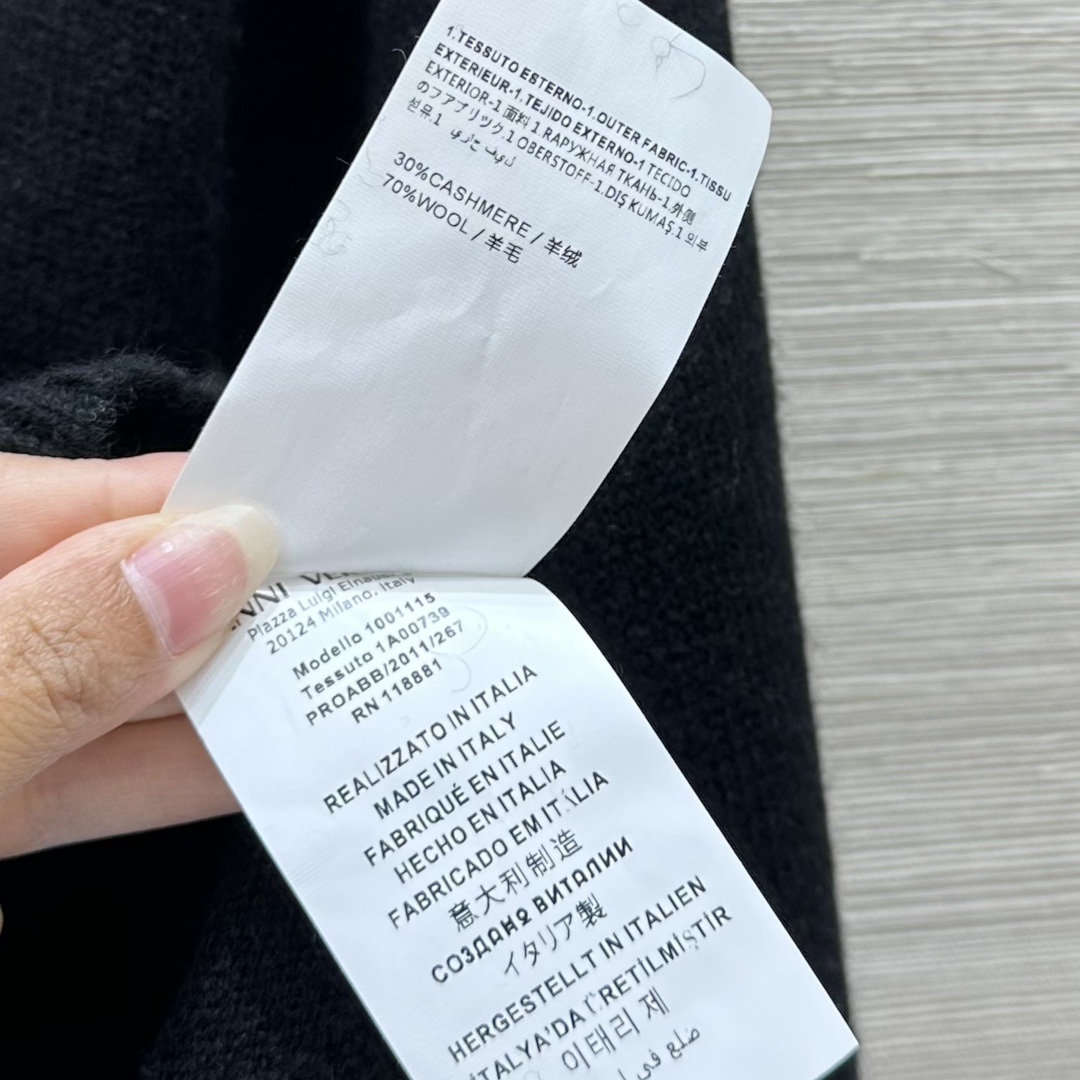 1.TESSUTO ESTERNO-1.OUTER FABRIC-1.TISSU
EXTERIEUR-1.TEJIDO EXTERNO-1 TECIDO
EXTERIOR-1 面料 1.RAРУЖНАЯ ТКАНЬ-1.外側
のファブリック.1.OBERSTOFF-1.DIŞ KUMAŞ.1 외부
섬유.1
30%CASHMERE / 羊绒
70%WOOL / 羊毛
Piazza Luigi Einaudi
20124 Milano, Italy
Modello 1001115
Tessuto 1A00739
PROABB/2011/267
RN 118881
REALIZZATO IN ITALIA
MADE IN ITALY
FABRIQUÉ EN ITALIE
HECHO EN ITALIA
FABRICADO EM ITÁLIA
意大利制造
СОЗДАНО ВИТАЛИИ
イタリア製
HERGESTELLT IN ITALIEN
İTALYA'DA ÜRETİLMİŞTİR
이태리 제